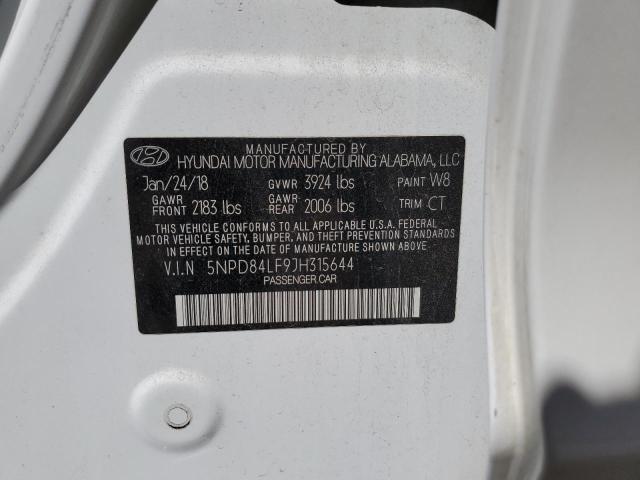 MANUFACTURED BY
HYUNDAI MOTOR MANUFACTURING ALABAMA, LLC
Jan/24/18 GVWR 3924 lbs PAINT W8
GAWR FRONT 2183 lbs GAWR REAR 2006 lbs TRIM CT
THIS VEHICLE CONFORMS TO ALL APPLICABLE U.S.A. FEDERAL
MOTOR VEHICLE SAFETY, BUMPER, AND THEFT PREVENTION
STANDARDS IN EFFECT ON THE DATE OF MANUFACTURE SHOWN ABOVE.
V.I.N 5NPD84LF9JH315644
PASSENGER CAR